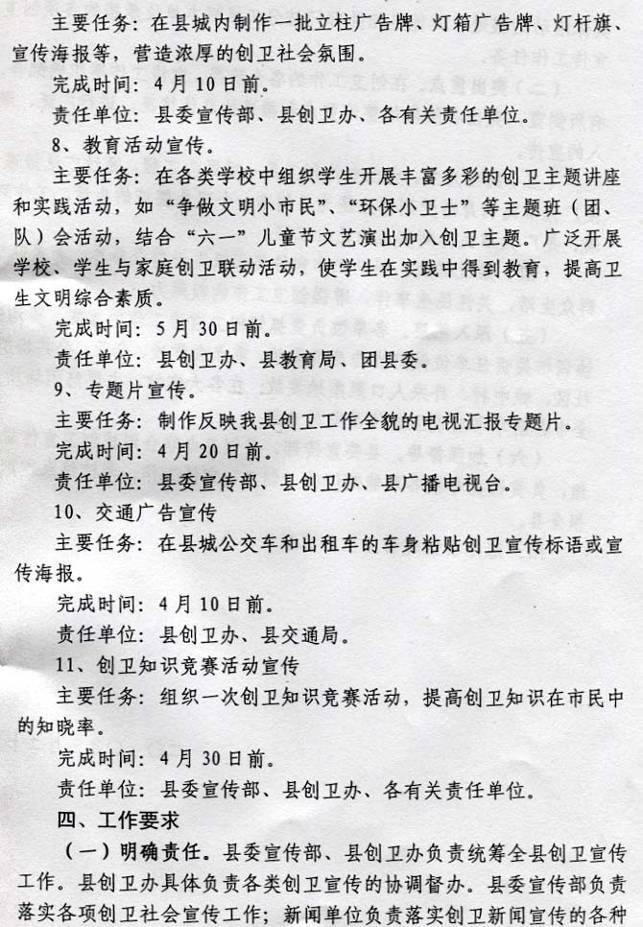 主要任务：在县城内制作一批立柱广告牌、灯箱广告牌、灯杆旗、
宣传海报等，营造浓厚的创卫社会氛围。
完成时间：4月10日前。
责任单位：县委宣传部、县创卫办、各有关责任单位。
8、教育活动宣传。
主要任务：在各类学校中组织学生开展丰富多彩的创卫主题讲座
和实践活动，如“争做文明小市民”、“环保小卫士”等主题班（团、
队）会活动，结合“六一”儿童节文艺演出加入创卫主题。广泛开展
学校、学生与家庭创卫联动活动，使学生在实践中得到教育，提高卫
生文明综合素质。
完成时间：5月30日前。
责任单位：县创卫办、县教育局、团县委。
9、专题片宣传。
主要任务：制作反映我县创卫工作全貌的电视汇报专题片。
完成时间：4月20日前。
责任单位：县委宣传部、县创卫办、县广播电视台。
10、交通广告宣传
主要任务：在县城公交车和出租车的车身粘贴创卫宣传标语或宣
传海报。
完成时间：4月10日前。
责任单位：县创卫办、县交通局。
11、创卫知识竞赛活动宣传
主要任务：组织一次创卫知识竞赛活动，提高创卫知识在市民中
的知晓率。
完成时间：4月30日前。
责任单位：县委宣传部、县创卫办、各有关责任单位。
四、工作要求
（一）明确责任。县委宣传部、县创卫办负责统筹全县创卫宣传
工作。县创卫办具体负责各类创卫宣传的协调督办。县委宣传部负责
落实各项创卫社会宣传工作；新闻单位负责落实创卫新闻宣传的各种